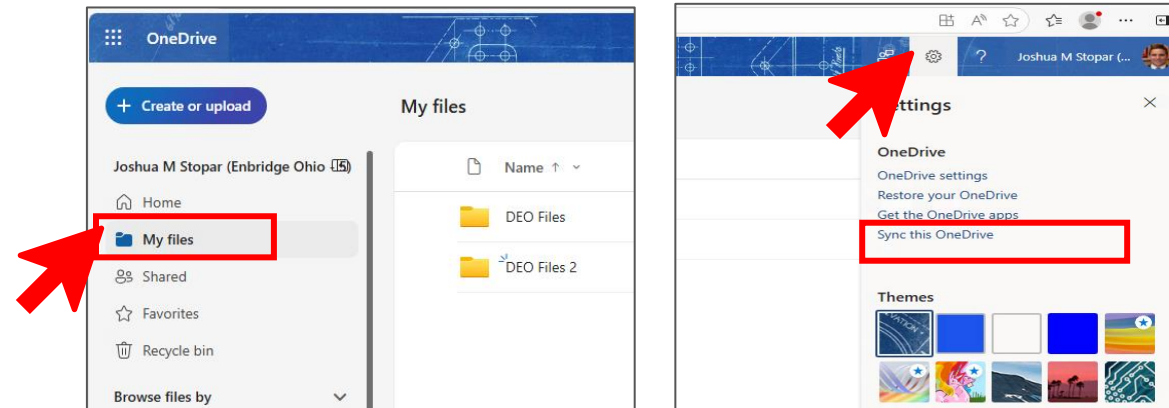 OneDrive
+ Create or upload
My files
Joshua M Stopar (Enbridge Ohio
Name
Home
DEO Files
My files
DEO Files 2
Shared
Favorites
Recycle bin
Browse files by
? Joshua M Stopar (...
ettings
OneDrive
OneDrive settings
Restore your OneDrive
Get the OneDrive apps
Sync this OneDrive
Themes